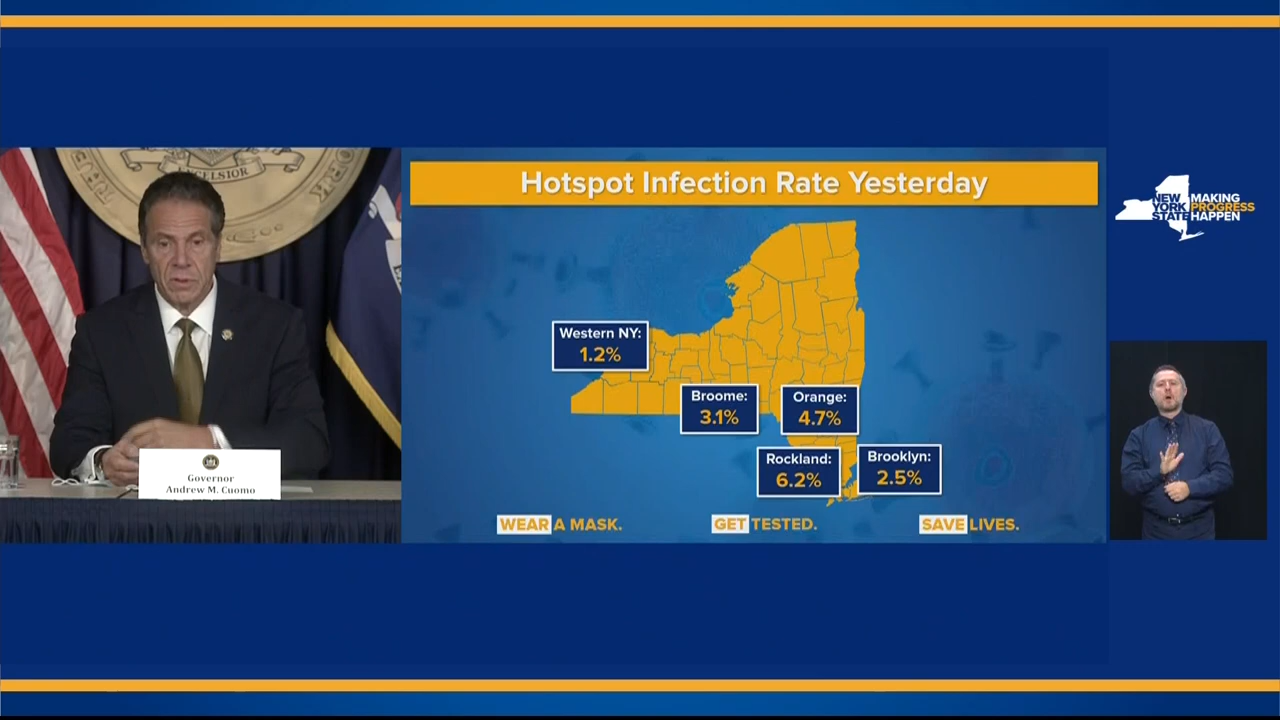 EXCELSIOR
Governor
Andrew M. Cuomo
Hotspot Infection Rate Yesterday
Western NY:
1.2%
Broome:
3.1%
Orange:
4.7%
Rockland:
6.2%
Brooklyn:
2.5%
WEAR A MASK.
GET TESTED.
SAVE LIVES.
NEW
YORK
STATE
MAKING
PROGRESS
HAPPEN